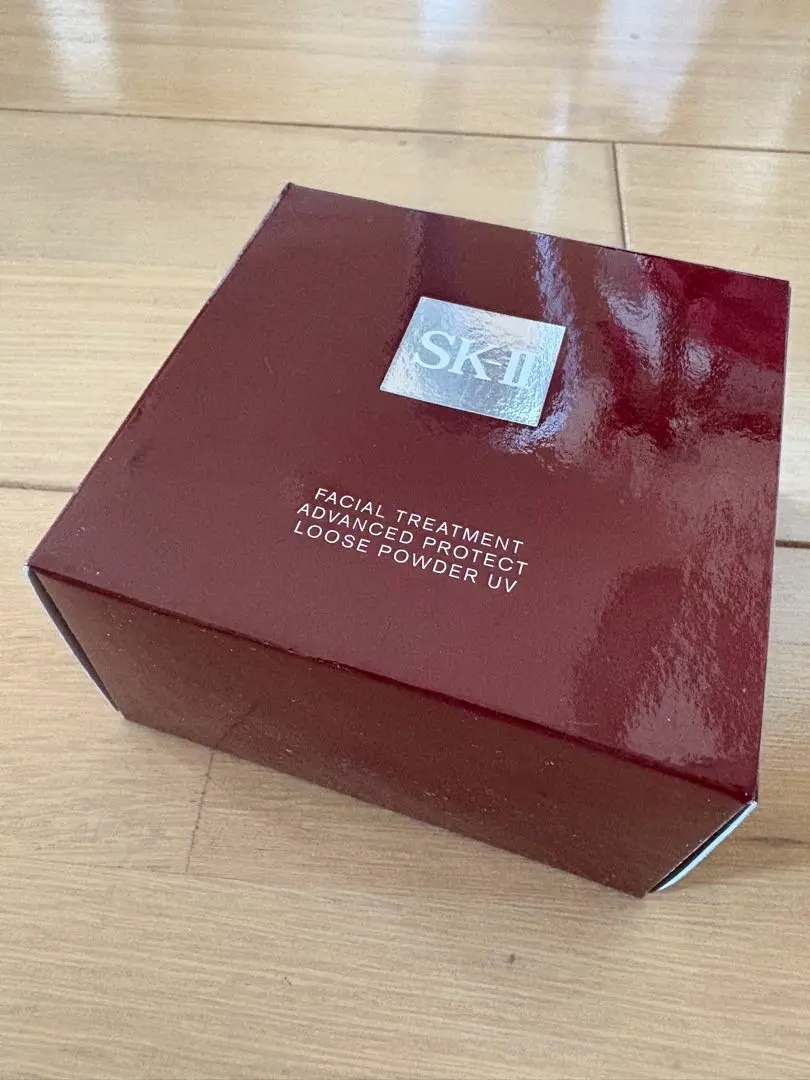 SK-II
FACIAL TREATMENT
ADVANCED PROTECT
LOOSE POWDER UV